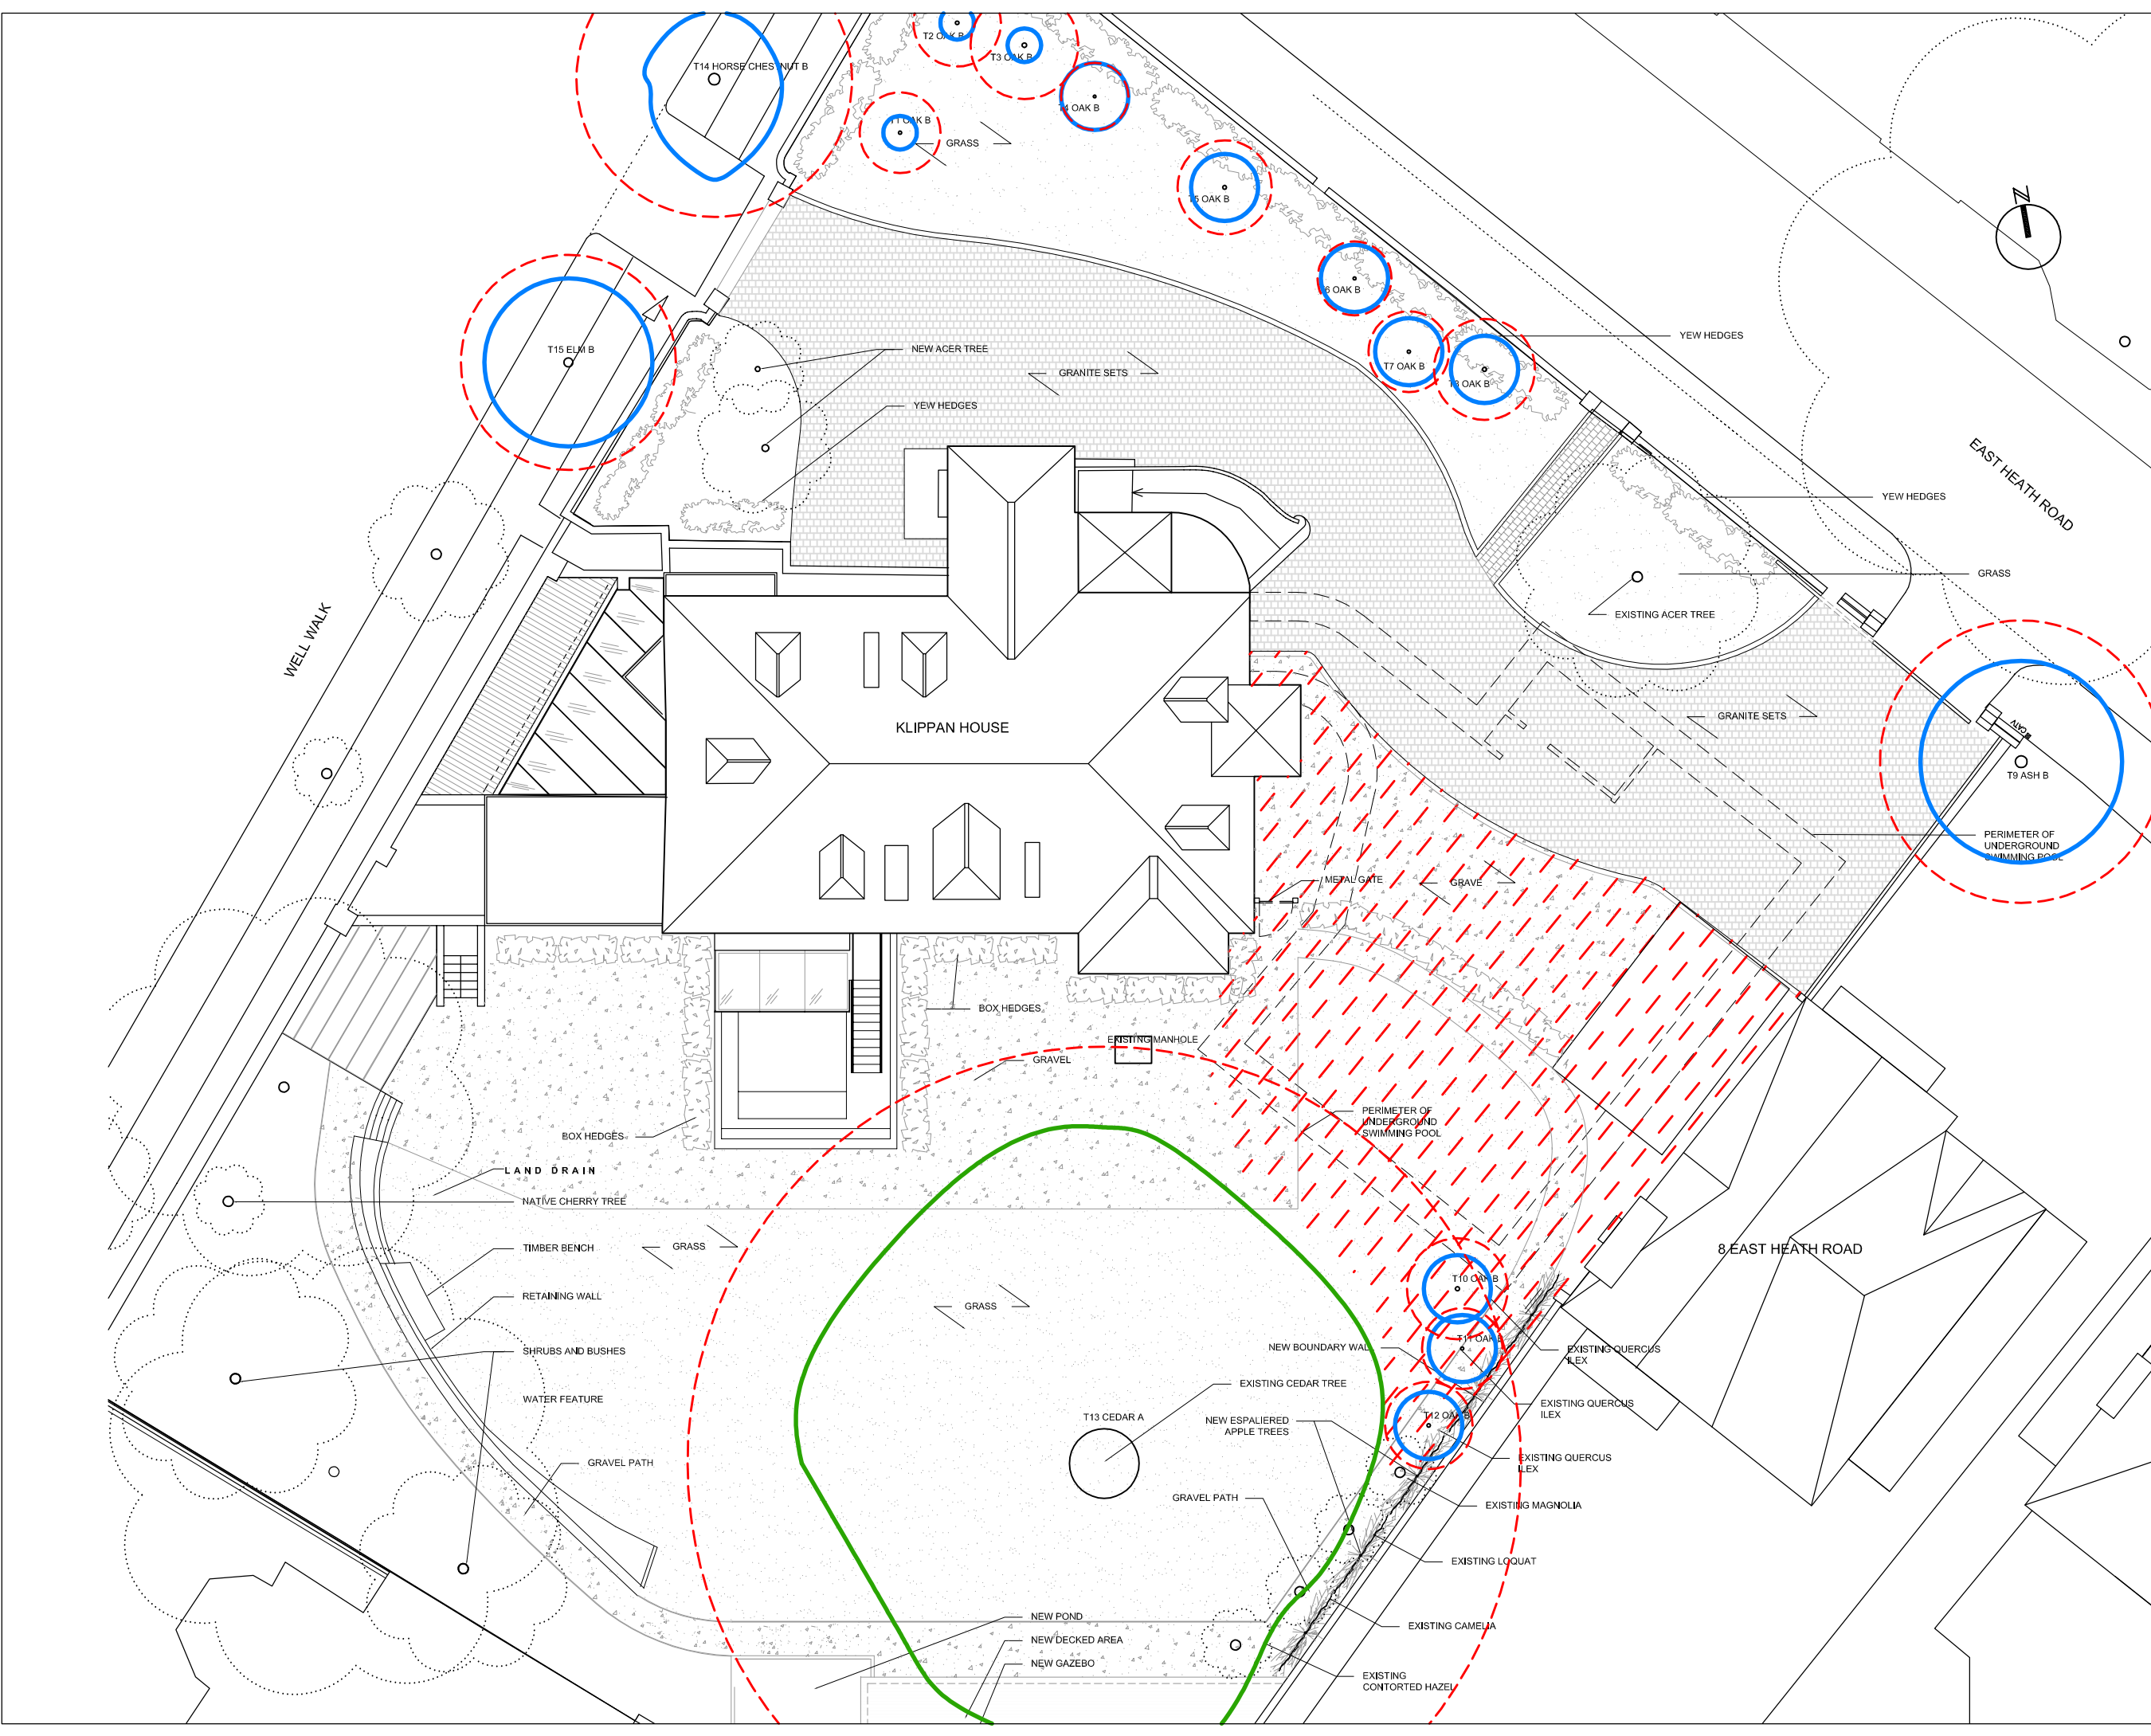 T2 OAK B
T3 OAK B
T14 HORSE CHESTNUT B
T4 OAK B
T1 OAK B
GRASS
N
T5 OAK B
T6 OAK B
YEW HEDGES
T15 ELM B
NEW ACER TREE
T7 OAK B
GRANITE SETS
T8 OAK B
YEW HEDGES
EAST HEATH ROAD
YEW HEDGES
GRASS
EXISTING ACER TREE
WELL WALK
KLIPPAN HOUSE
GRANITE SETS
CATV
T9 ASH B
PERIMETER OF
UNDERGROUND
SWIMMING POOL
METAL GATE
GRAVE
BOX HEDGES
EXISTING MANHOLE
GRAVEL
PERIMETER OF
UNDERGROUND
SWIMMING POOL
BOX HEDGES
LAND DRAIN
NATIVE CHERRY TREE
TIMBER BENCH
GRASS
8 EAST HEATH ROAD
T10 OAK B
RETAINING WALL
GRASS
T11 OAK B
SHRUBS AND BUSHES
NEW BOUNDARY WAL
EXISTING QUERCUS
ILEX
EXISTING CEDAR TREE
WATER FEATURE
EXISTING QUERCUS
ILEX
T13 CEDAR A
T12 OAK B
NEW ESPALIERED
APPLE TREES
GRAVEL PATH
EXISTING QUERCUS
ILEX
GRAVEL PATH
EXISTING MAGNOLIA
EXISTING LOQUAT
NEW POND
EXISTING CAMELIA
NEW DECKED AREA
NEW GAZEBO
EXISTING
CONTORTED HAZEL